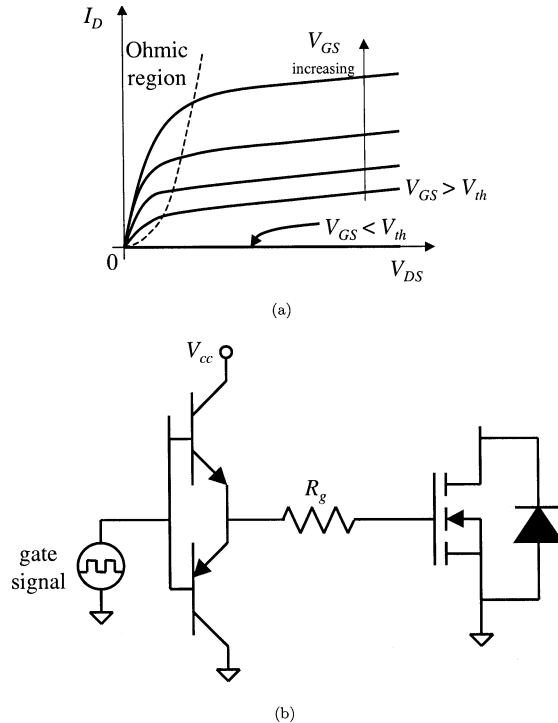 I_D
Ohmic
region
V_GS
increasing
V_GS > V_th
V_GS < V_th
0
V_DS
(a)
V_cc
R_g
gate
signal
(b)